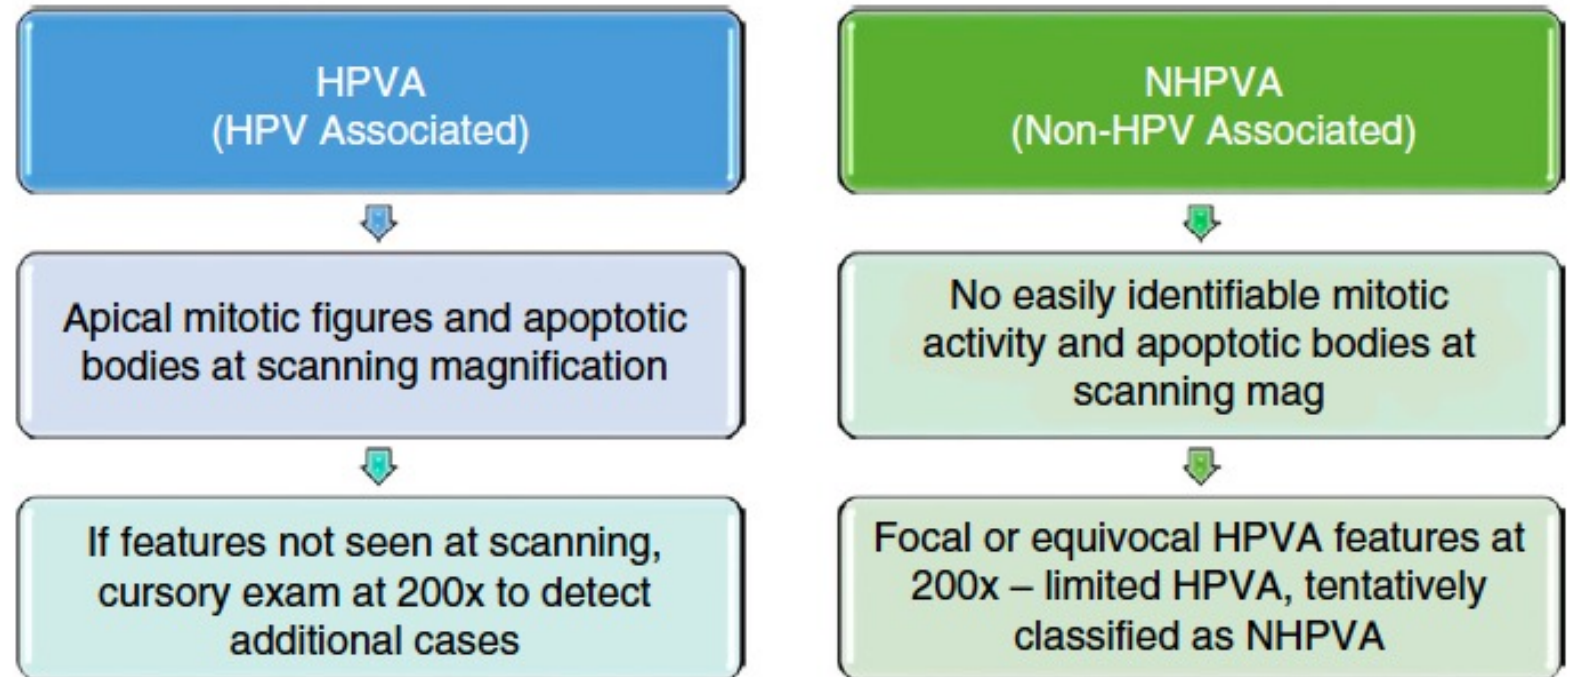 HPVA
(HPV Associated)
Apical mitotic figures and apoptotic
bodies at scanning magnification
If features not seen at scanning,
cursory exam at 200x to detect
additional cases
NHPVA
(Non-HPV Associated)
No easily identifiable mitotic
activity and apoptotic bodies at
scanning mag
Focal or equivocal HPVA features at
200x – limited HPVA, tentatively
classified as NHPVA